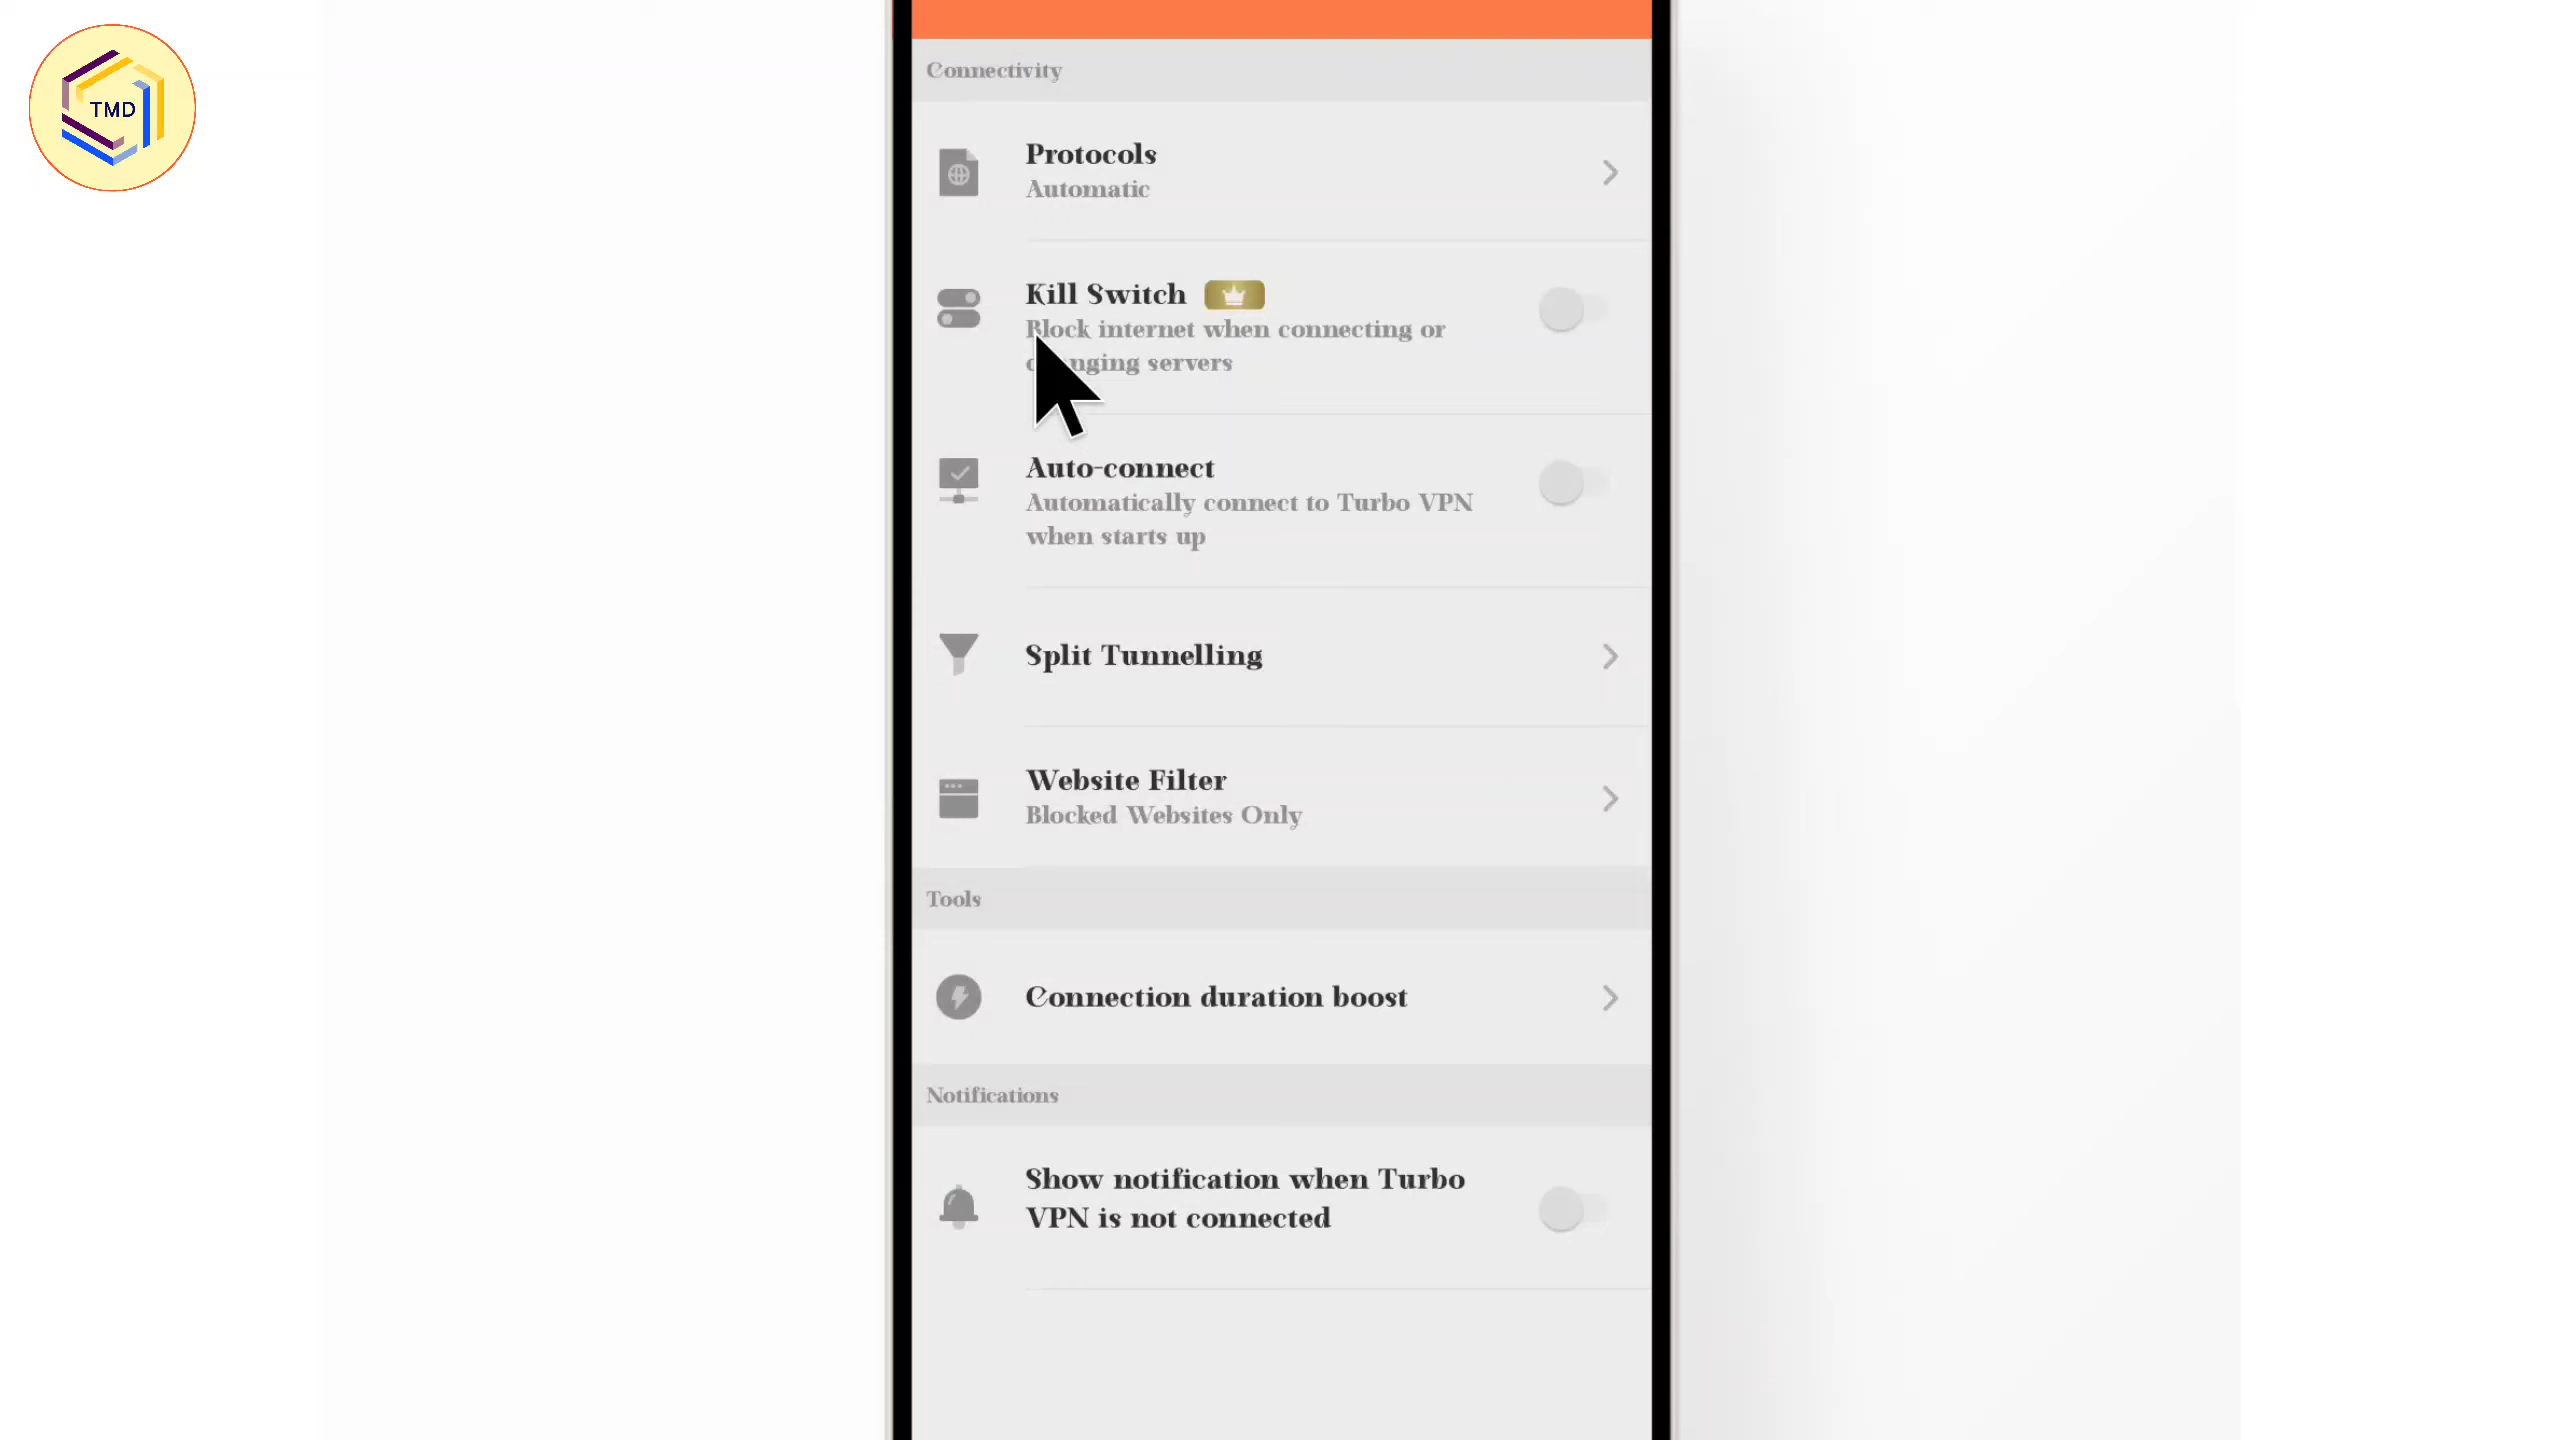 TMD
Connectivity
Protocols
Automatic
Kill Switch
Block internet when connecting or
changing servers
Auto-connect
Automatically connect to Turbo VPN
when starts up
Split Tunnelling
Website Filter
Blocked Websites Only
Tools
Connection duration boost
Notifications
Show notification when Turbo
VPN is not connected